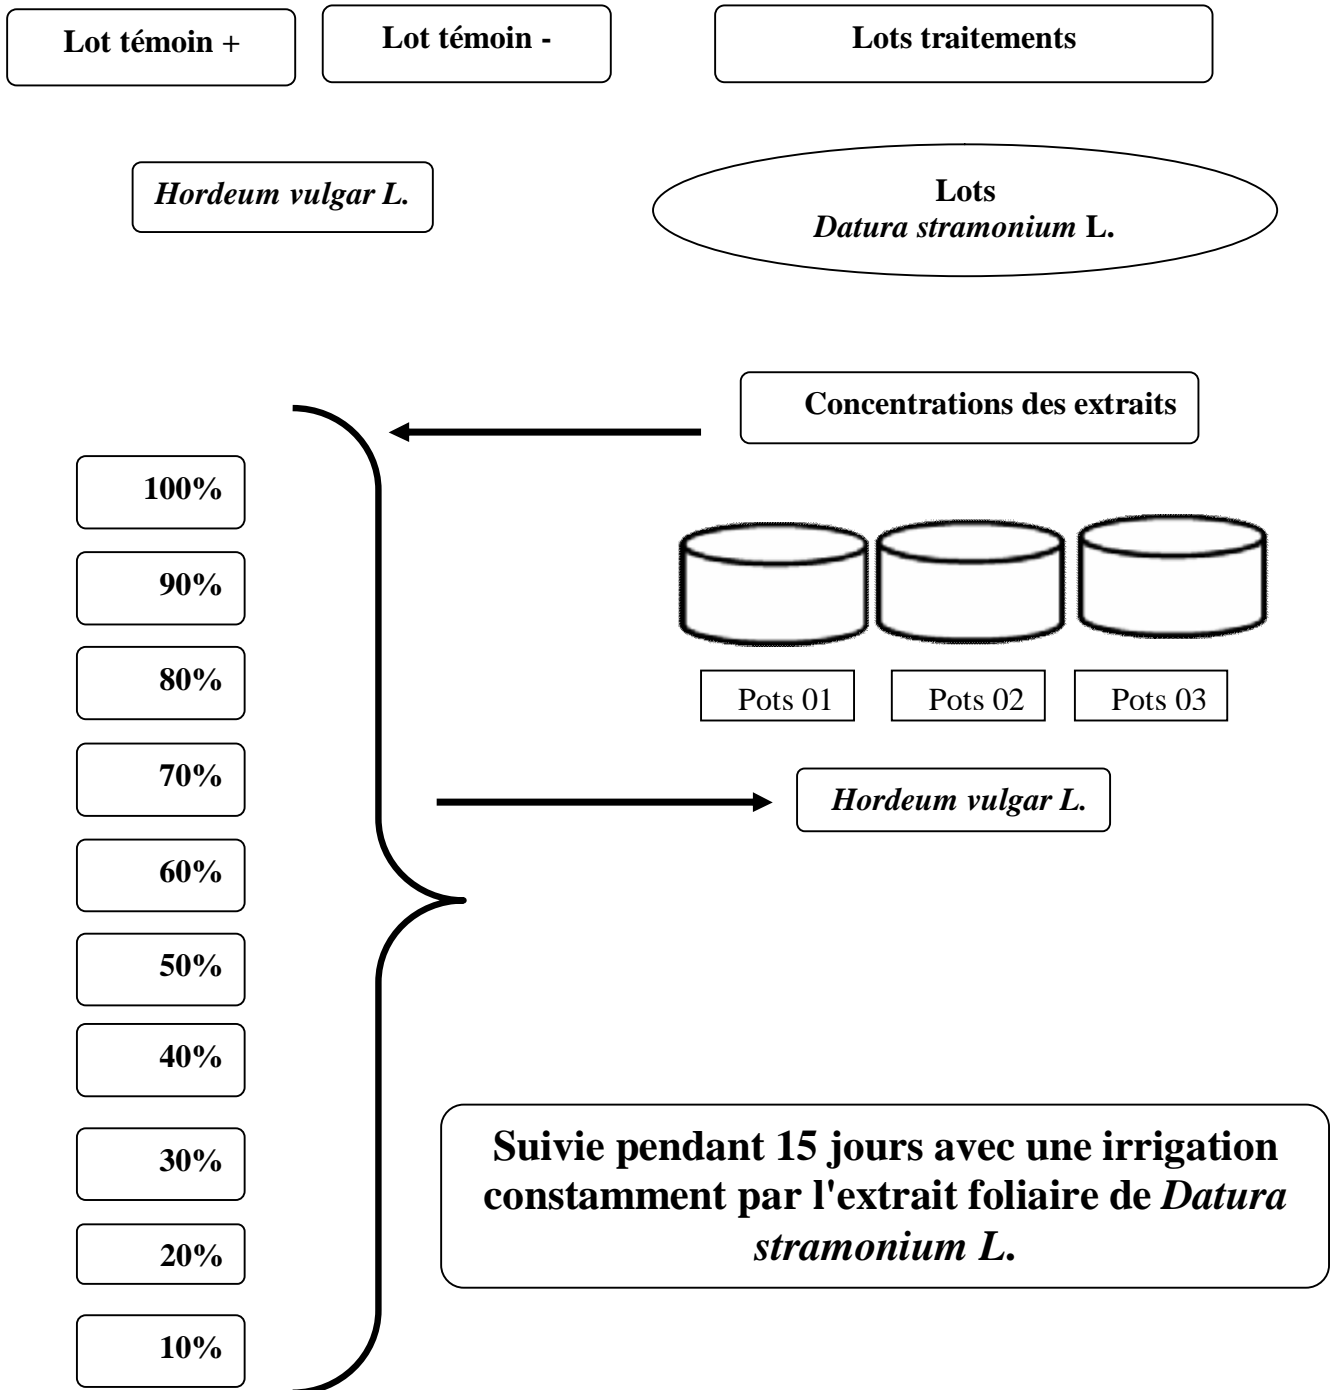 Lot témoin +
Lot témoin -
Lots traitements
Hordeum vulgar L.
Lots
Datura stramonium L.
Concentrations des extraits
100%
90%
80%
70%
60%
50%
40%
30%
20%
10%
Pots 01
Pots 02
Pots 03
Hordeum vulgar L.
Suivie pendant 15 jours avec une irrigation
constamment par l'extrait foliaire de Datura
stramonium L.